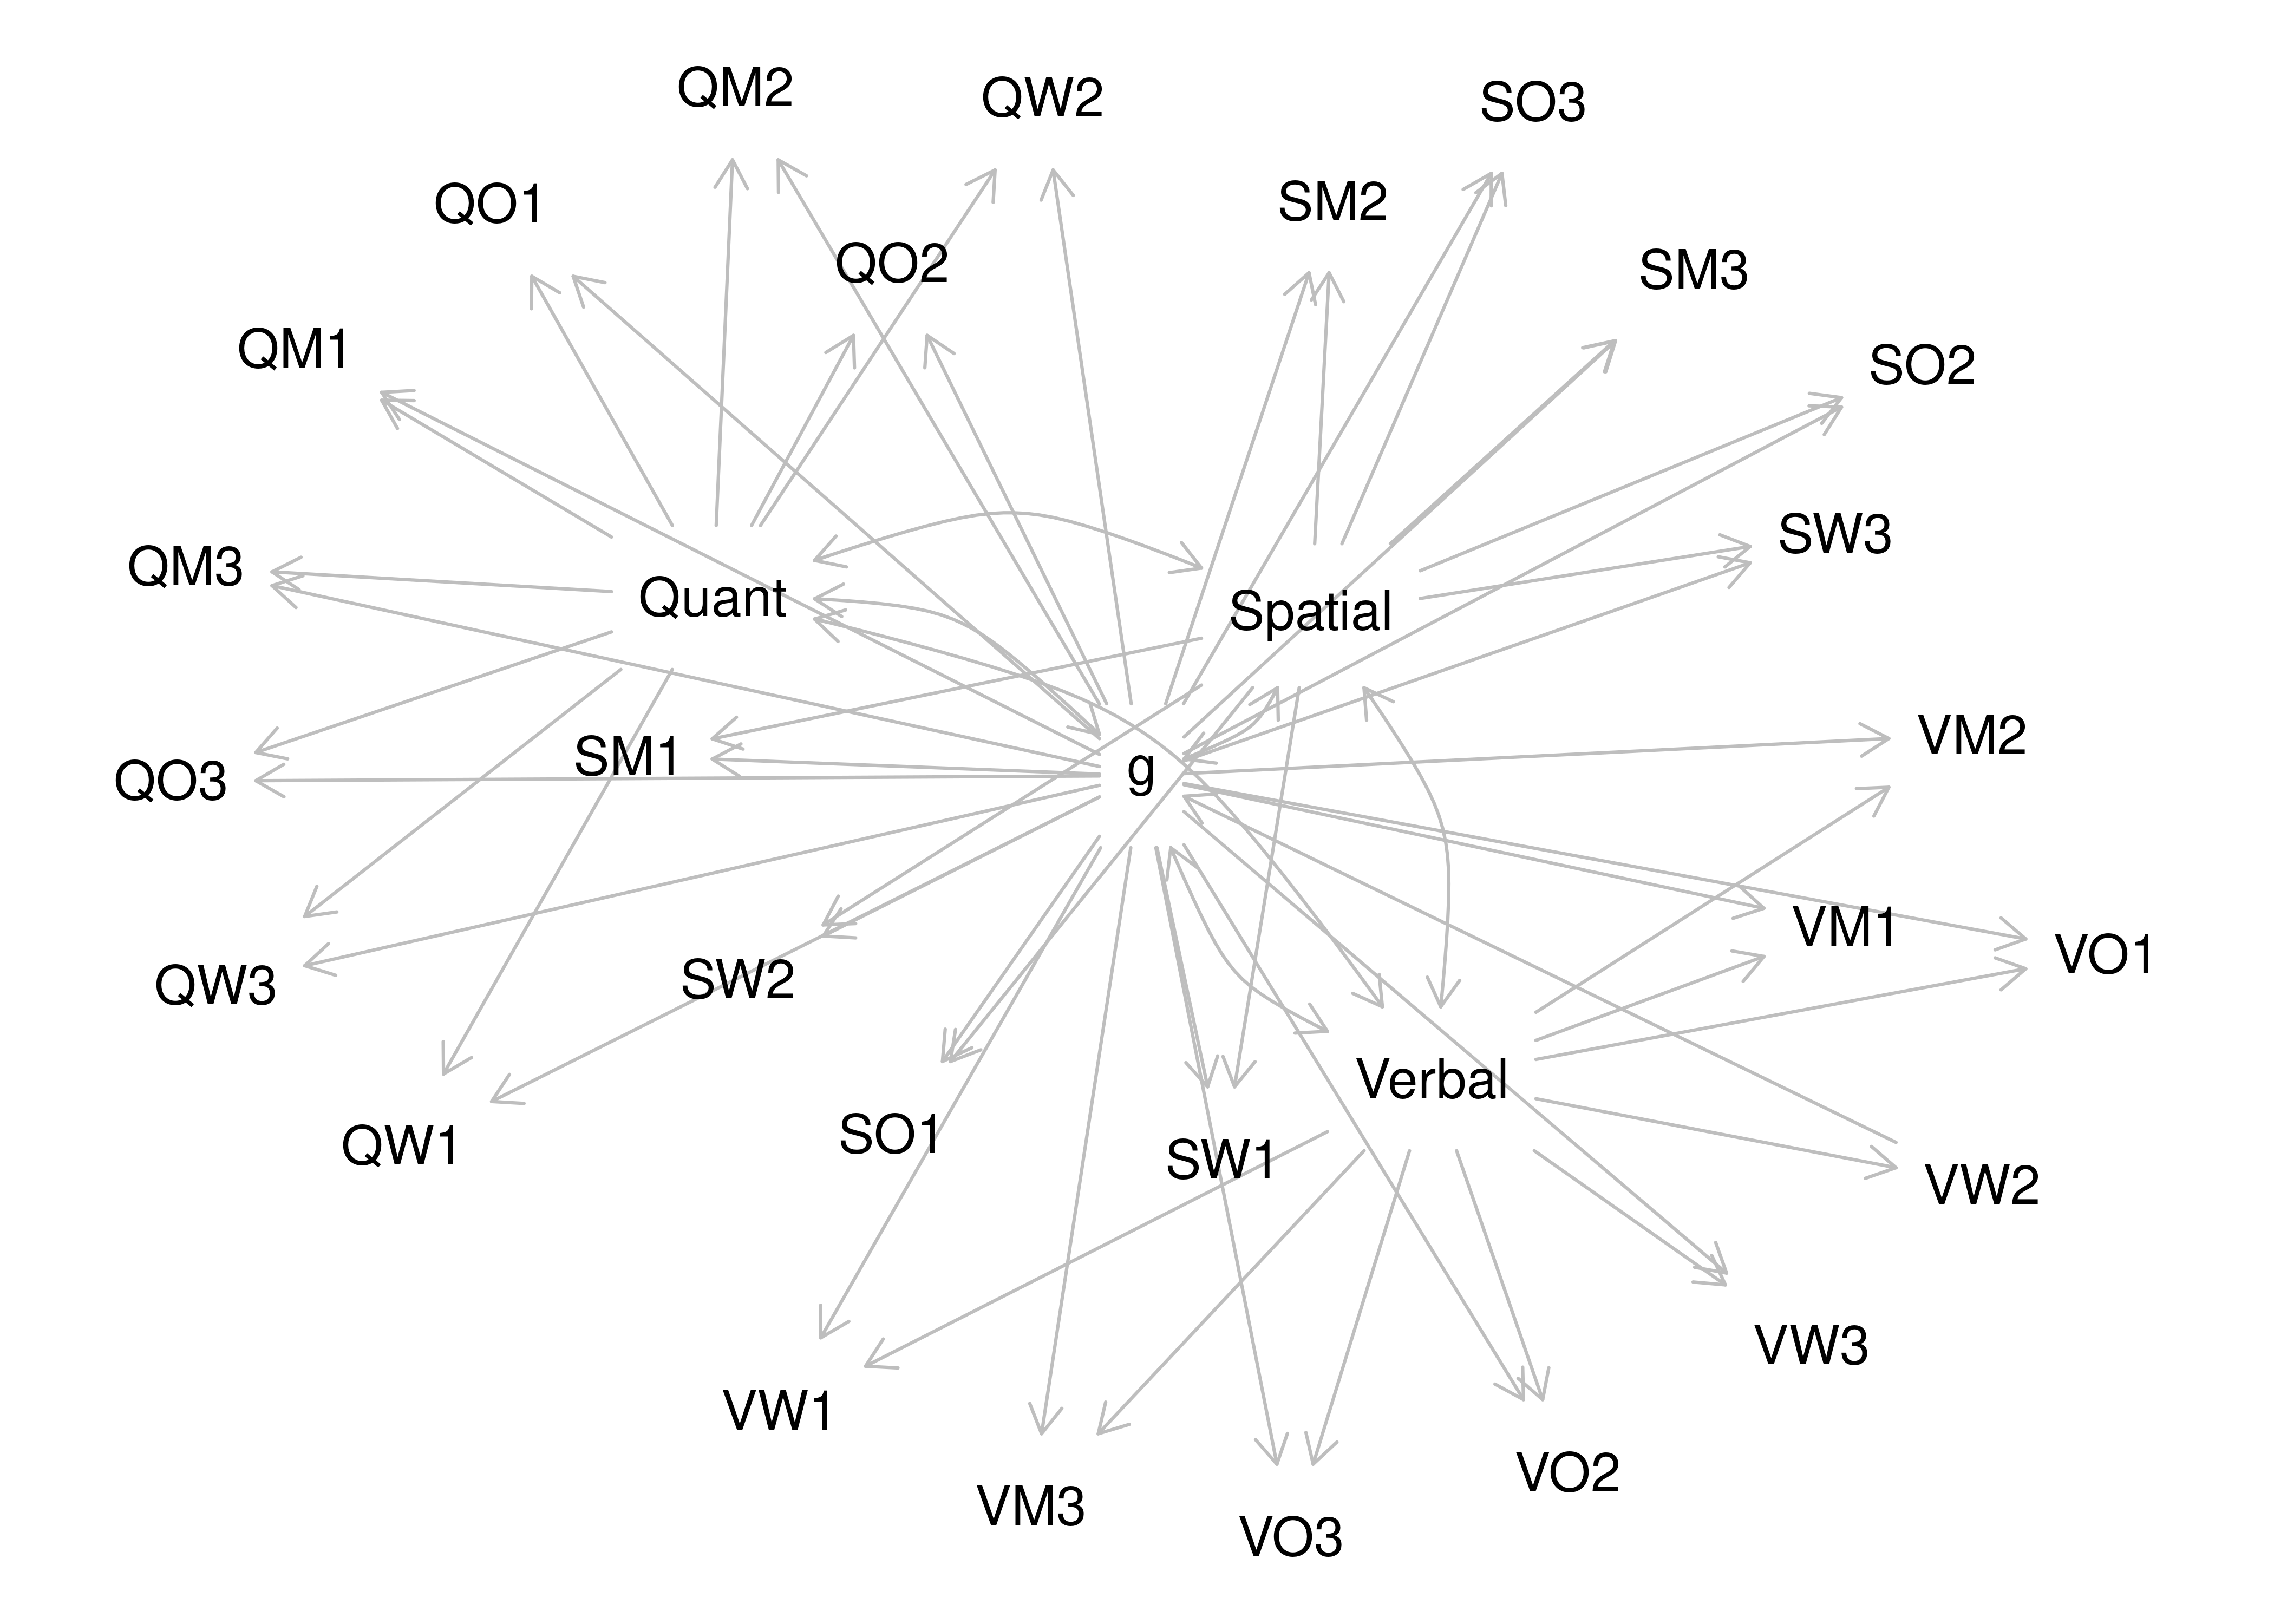 QM2
QW2
SO3
QO1
SM2
QO2
SM3
QM1
SO2
SW3
QM3
Quant
Spatial
VM2
SM1
g
QO3
VM1
VO1
SW2
QW3
Verbal
SO1
QW1
SW1
VW2
VW3
VW1
VO2
VM3
VO3